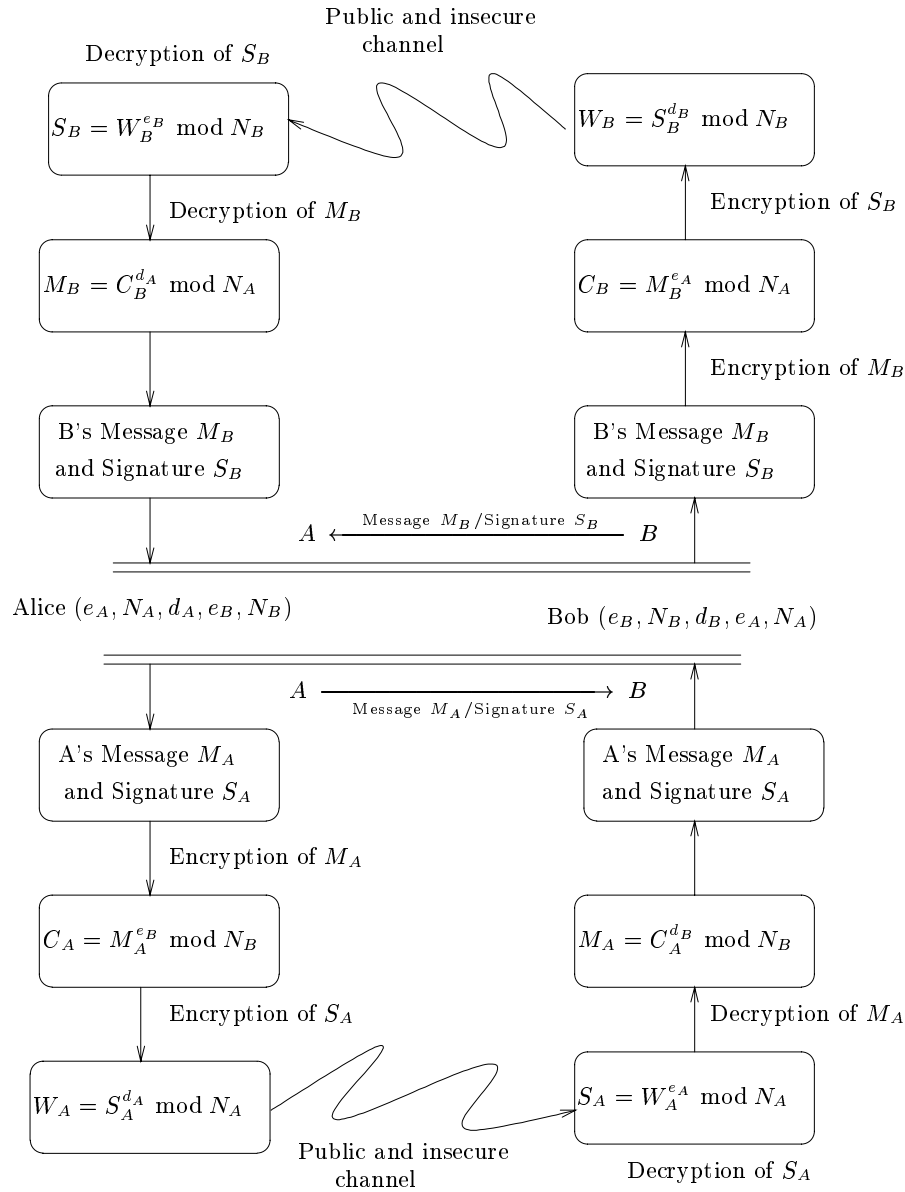 Public and insecure
channel
Decryption of S_B
S_B = W_B^{e_B} mod N_B
W_B = S_B^{d_B} mod N_B
Decryption of M_B
Encryption of S_B
M_B = C_B^{d_A} mod N_A
C_B = M_B^{e_A} mod N_A
Encryption of M_B
B's Message M_B
and Signature S_B
B's Message M_B
and Signature S_B
Message M_B/Signature S_B
A
B
Alice (e_A, N_A, d_A, e_B, N_B)
Bob (e_B, N_B, d_B, e_A, N_A)
A
B
Message M_A/Signature S_A
A's Message M_A
and Signature S_A
A's Message M_A
and Signature S_A
Encryption of M_A
C_A = M_A^{e_B} mod N_B
M_A = C_A^{d_B} mod N_B
Encryption of S_A
Decryption of M_A
W_A = S_A^{d_A} mod N_A
S_A = W_A^{e_A} mod N_A
Public and insecure
channel
Decryption of S_A